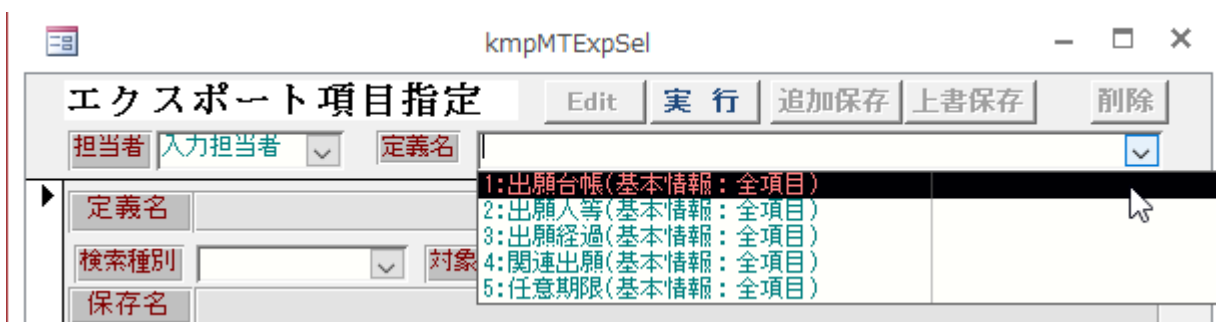 kmpMTExpSel
エクスポート項目指定 Edit 実 行 追加保存 上書保存 削除
担当者 入力担当者 定義名
1:出願台帳(基本情報：全項目)
定義名
2:出願人等(基本情報：全項目)
3:出願経過(基本情報：全項目)
検索種別 対象
4:関連出願(基本情報：全項目)
5:任意期限(基本情報：全項目)
保存名